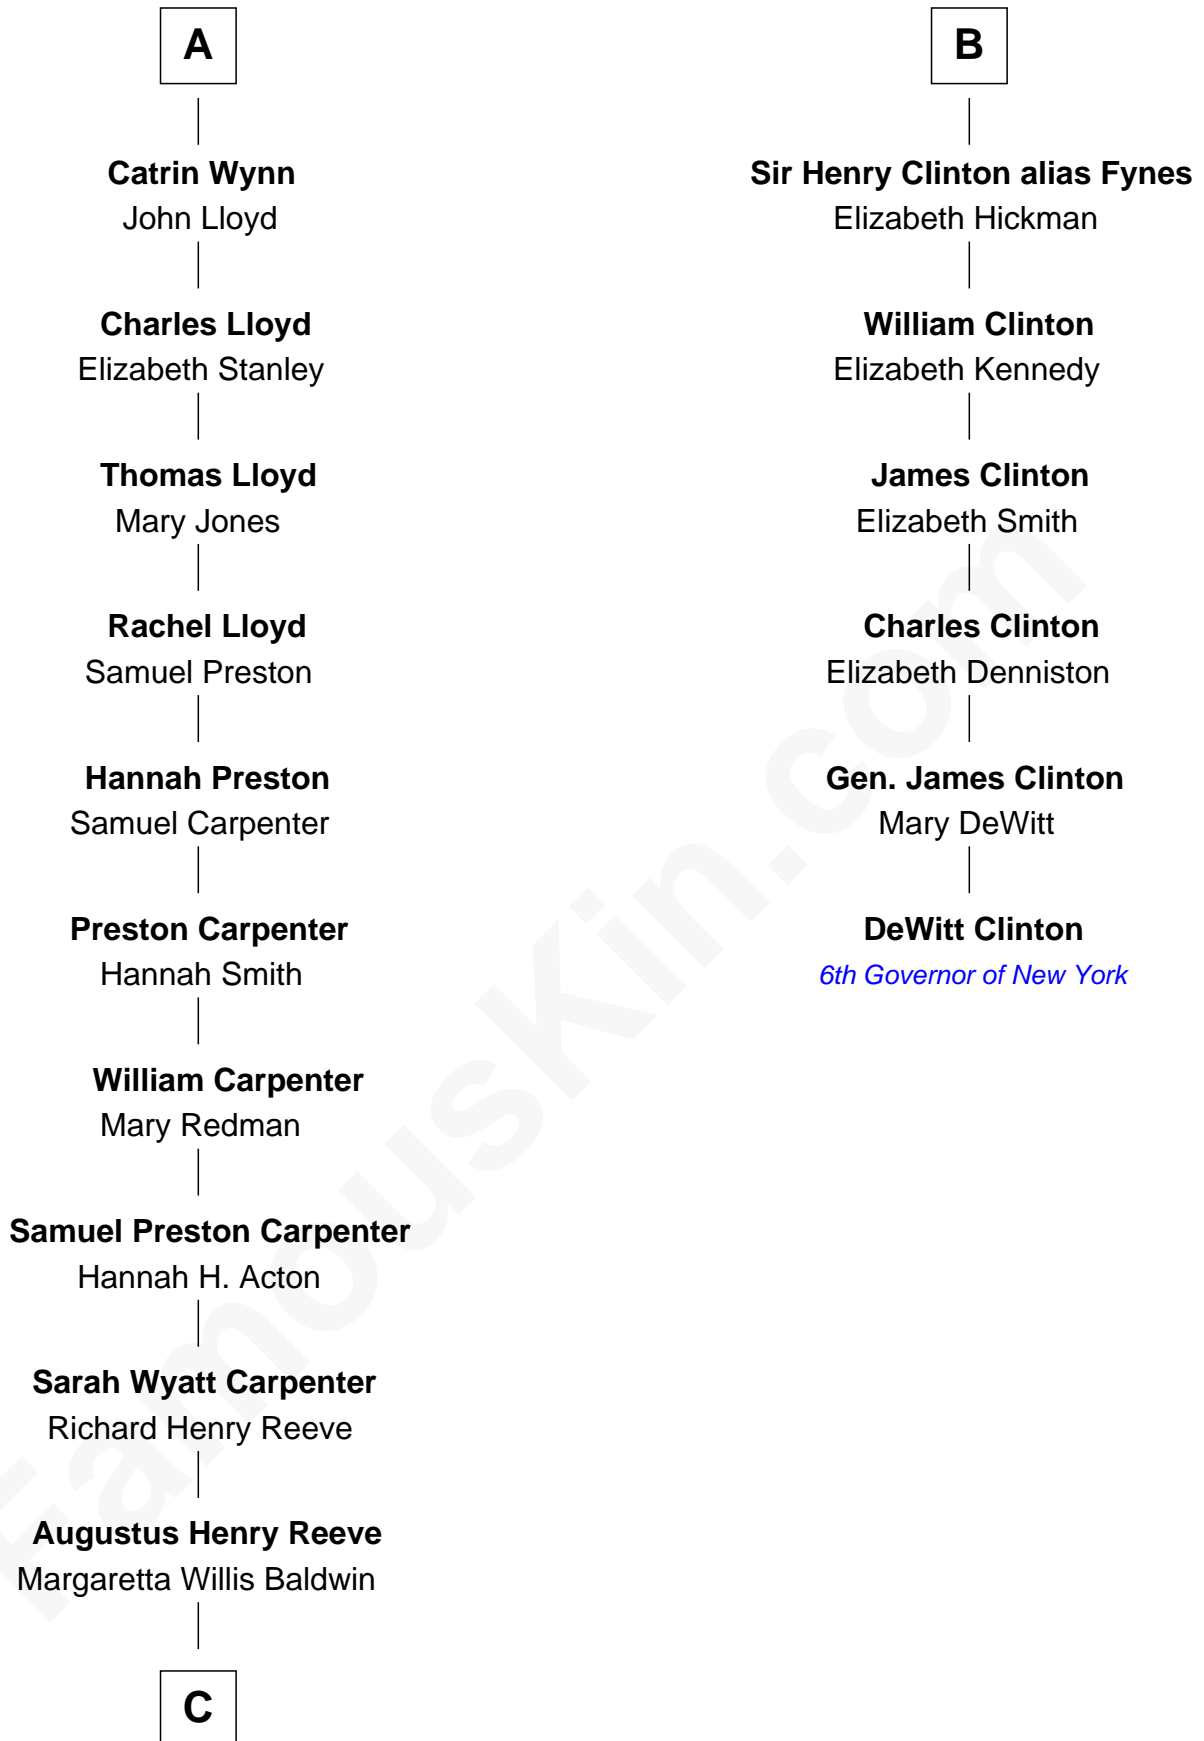 A
Catrin Wynn
John Lloyd
Charles Lloyd
Elizabeth Stanley
Thomas Lloyd
Mary Jones
Rachel Lloyd
Samuel Preston
Hannah Preston
Samuel Carpenter
Preston Carpenter
Hannah Smith
William Carpenter
Mary Redman
Samuel Preston Carpenter
Hannah H. Acton
Sarah Wyatt Carpenter
Richard Henry Reeve
Augustus Henry Reeve
Margaretta Willis Baldwin
C
B
Sir Henry Clinton alias Fynes
Elizabeth Hickman
William Clinton
Elizabeth Kennedy
James Clinton
Elizabeth Smith
Charles Clinton
Elizabeth Denniston
Gen. James Clinton
Mary DeWitt
DeWitt Clinton
6th Governor of New York
FamousKin.com